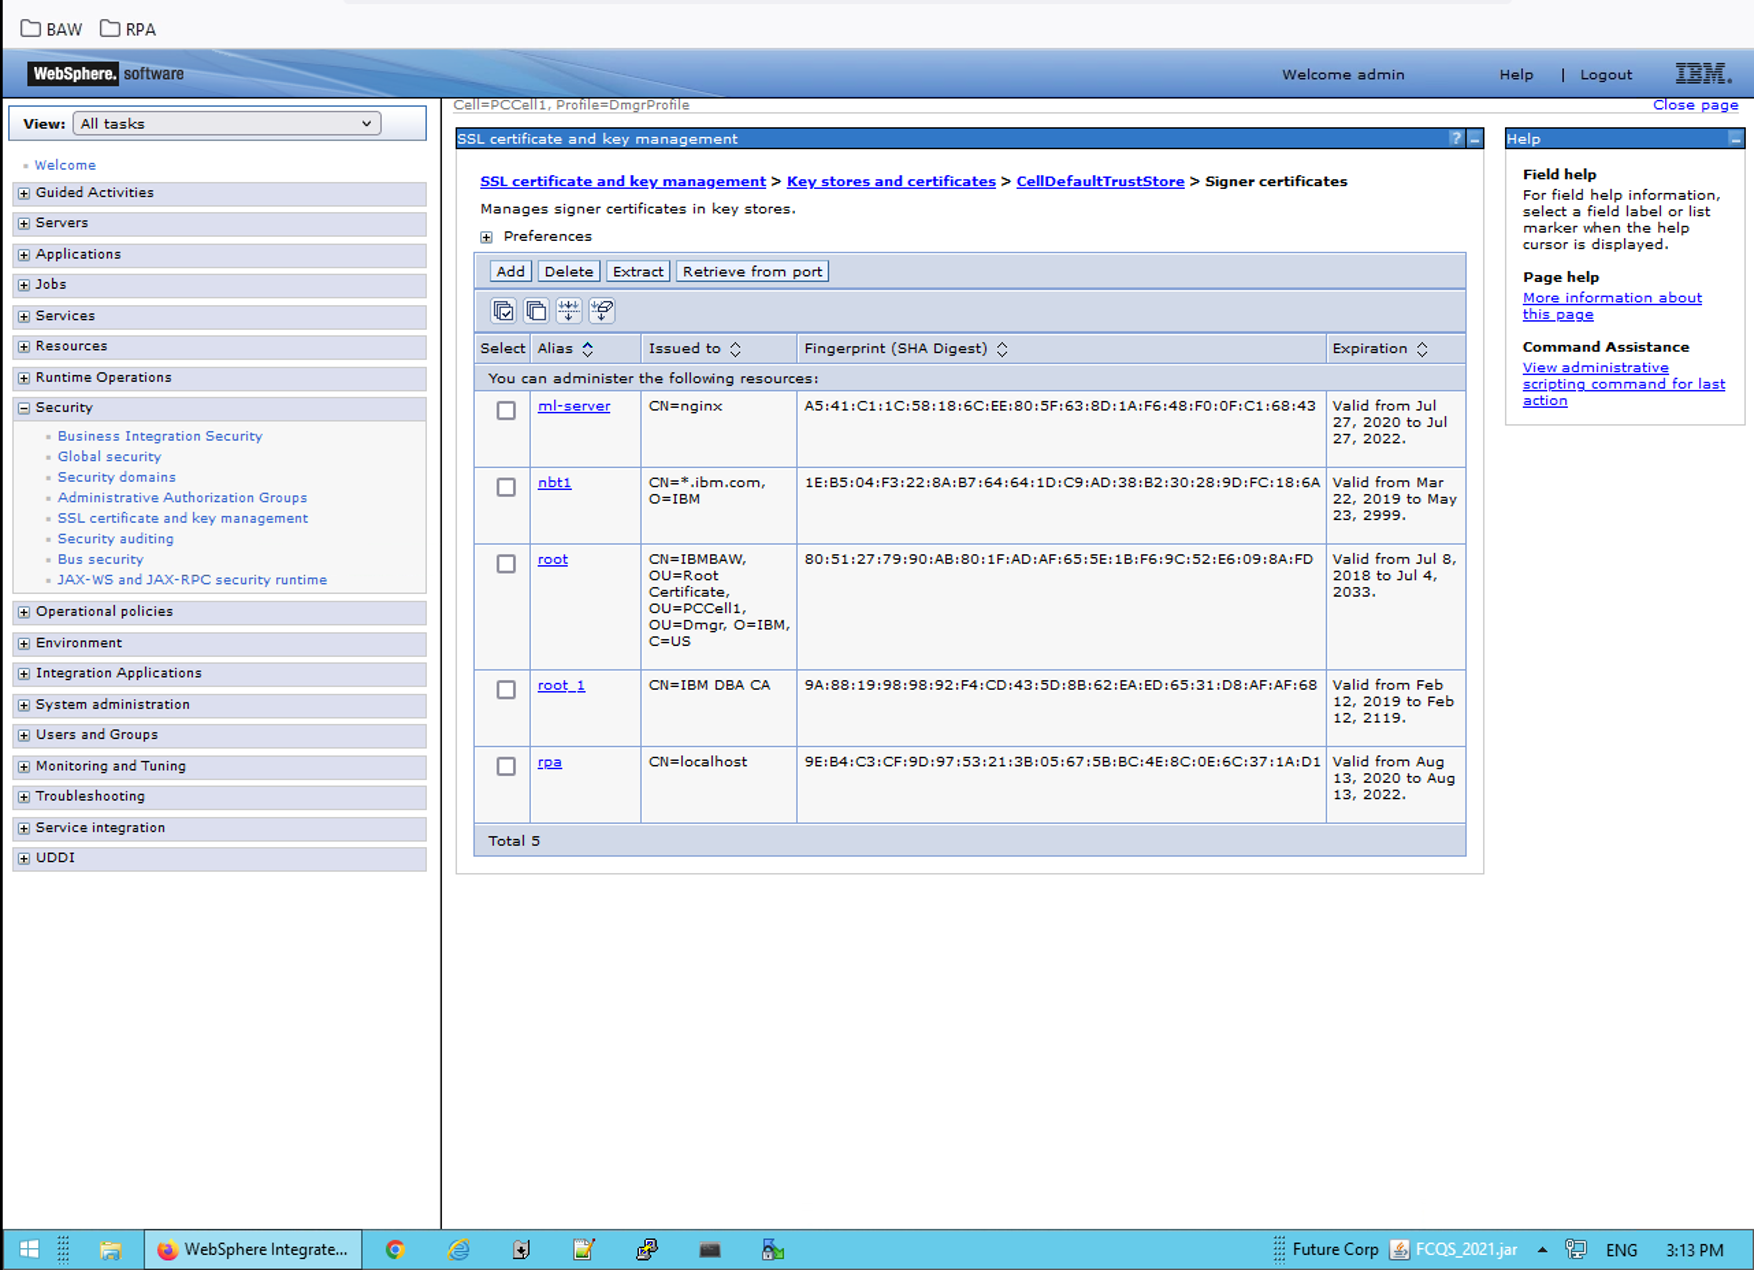 BAW RPA
WebSphere. software
Welcome admin Help | Logout IBM.
Cell=PCCell1, Profile=DmgrProfile Close page
View: All tasks
Welcome
Guided Activities
Servers
Applications
Jobs
Services
Resources
Runtime Operations
Security
Business Integration Security
Global security
Security domains
Administrative Authorization Groups
SSL certificate and key management
Security auditing
Bus security
JAX-WS and JAX-RPC security runtime
Operational policies
Environment
Integration Applications
System administration
Users and Groups
Monitoring and Tuning
Troubleshooting
Service integration
UDDI
SSL certificate and key management ? –
SSL certificate and key management > Key stores and certificates > CellDefaultTrustStore > Signer certificates
Manages signer certificates in key stores.
Preferences
Add Delete Extract Retrieve from port
Select Alias Issued to Fingerprint (SHA Digest) Expiration
You can administer the following resources:
ml-server CN=nginx A5:41:C1:1C:58:18:6C:EE:80:5F:63:8D:1A:F6:48:F0:0F:C1:68:43 Valid from Jul
27, 2020 to Jul
27, 2022.
nbt1 CN=*.ibm.com, 1E:B5:04:F3:22:8A:B7:64:64:1D:C9:AD:38:B2:30:28:9D:FC:18:6A Valid from Mar
O=IBM 22, 2019 to May
23, 2999.
root CN=IBMBAW, 80:51:27:79:90:AB:80:1F:AD:AF:65:5E:1B:F6:9C:52:E6:09:8A:FD Valid from Jul 8,
OU=Root 2018 to Jul 4,
Certificate, 2033.
OU=PCCell1,
OU=Dmgr, O=IBM,
C=US
root_1 CN=IBM DBA CA 9A:88:19:98:98:92:F4:CD:43:5D:8B:62:EA:ED:65:31:D8:AF:AF:68 Valid from Feb
12, 2019 to Feb
12, 2119.
rpa CN=localhost 9E:B4:C3:CF:9D:97:53:21:3B:05:67:5B:BC:4E:8C:0E:6C:37:1A:D1 Valid from Aug
13, 2020 to Aug
13, 2022.
Total 5
Help –
Field help
For field help information,
select a field label or list
marker when the help
cursor is displayed.
Page help
More information about
this page
Command Assistance
View administrative
scripting command for last
action
WebSphere Integrate... Future Corp FCQS_2021.jar ENG 3:13 PM